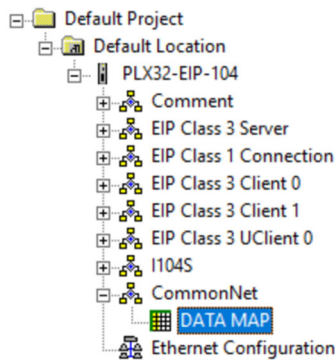 Default Project
Default Location
PLX32-EIP-104
Comment
EIP Class 3 Server
EIP Class 1 Connection
EIP Class 3 Client 0
EIP Class 3 Client 1
EIP Class 3 UClient 0
I104S
CommonNet
DATA MAP
Ethernet Configuration